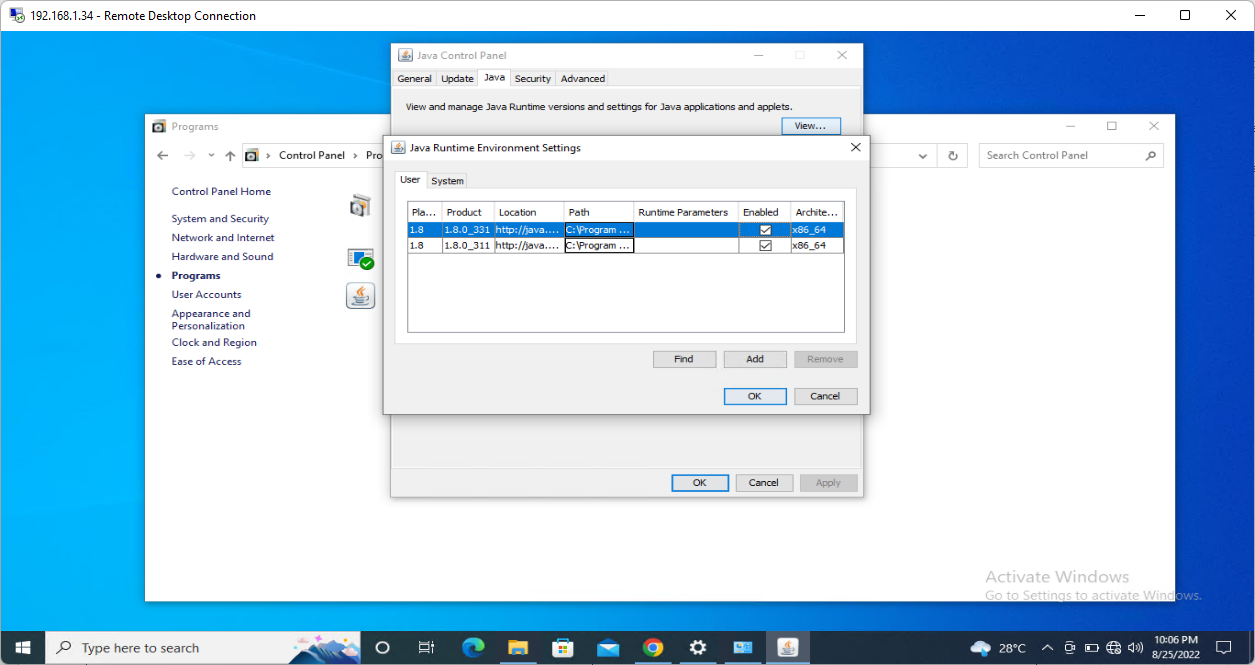 192.168.1.34 - Remote Desktop Connection
Java Control Panel
General Update Java Security Advanced
View and manage Java Runtime versions and settings for Java applications and applets.
View...
Programs
Control Panel › Pro
Search Control Panel
Java Runtime Environment Settings
User System
Pla... Product Location Path Runtime Parameters Enabled Archite...
1.8 1.8.0_331 http://java.... C:\Program ... x86_64
1.8 1.8.0_311 http://java.... C:\Program ... x86_64
Find Add Remove
OK Cancel
OK Cancel Apply
Control Panel Home
System and Security
Network and Internet
Hardware and Sound
Programs
User Accounts
Appearance and
Personalization
Clock and Region
Ease of Access
Activate Windows
Go to Settings to activate Windows.
Type here to search
28°C
10:06 PM
8/25/2022